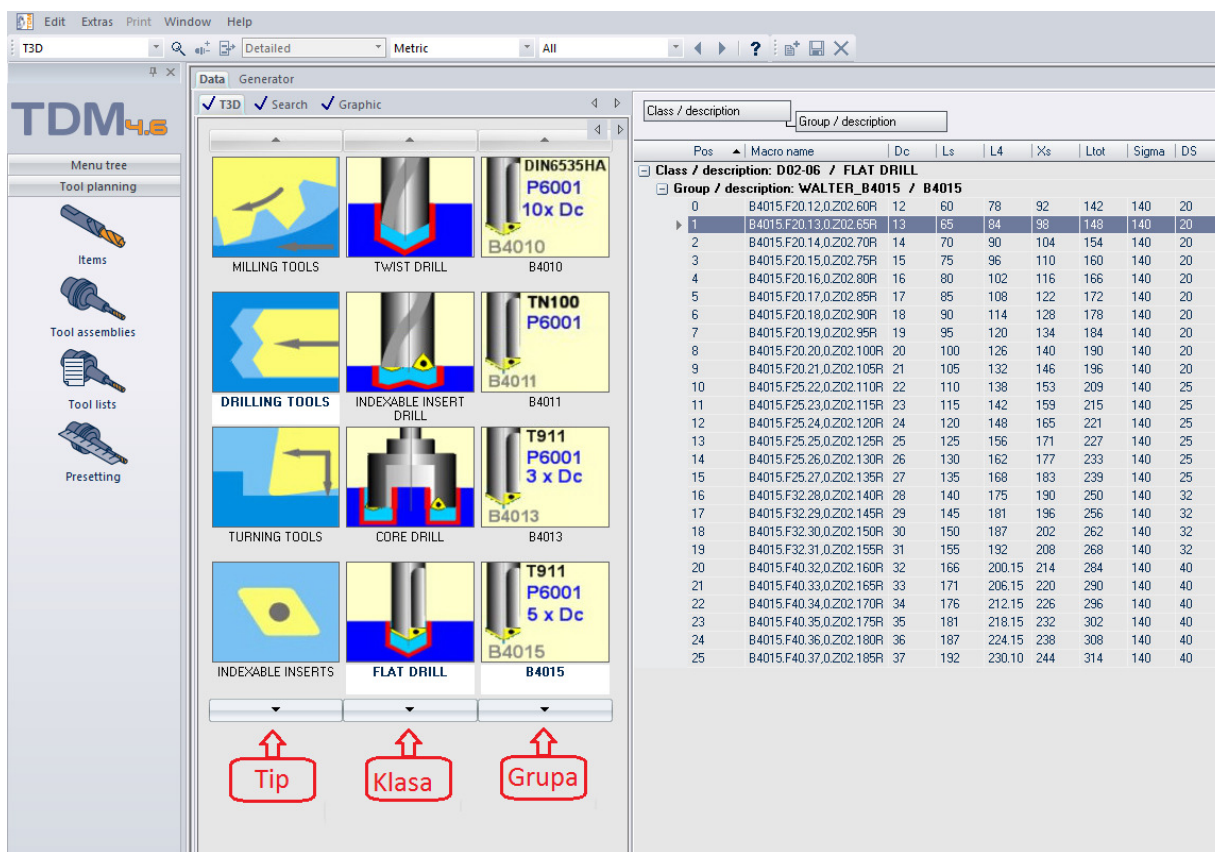 Edit Extras Print Window Help
T3D Detailed Metric All ?
Data Generator
T3D Search Graphic
TDM4.6
Menu tree
Tool planning
Items
Tool assemblies
Tool lists
Presetting
MILLING TOOLS
DRILLING TOOLS
TURNING TOOLS
INDEXABLE INSERTS
TWIST DRILL
INDEXABLE INSERT
DRILL
CORE DRILL
FLAT DRILL
DIN6535HA
P6001
10x Dc
B4010
B4010
TN100
P6001
B4011
B4011
T911
P6001
3 x Dc
B4013
B4013
T911
P6001
5 x Dc
B4015
B4015
Tip
Klasa
Grupa
Class / description
Group / description
Pos Macro name Dc Ls L4 Xs Ltot Sigma DS
Class / description: D02-06 / FLAT DRILL
Group / description: WALTER_B4015 / B4015
0 B4015.F20.12,0.Z02.60R 12 60 78 92 142 140 20
1 B4015.F20.13,0.Z02.65R 13 65 84 98 148 140 20
2 B4015.F20.14,0.Z02.70R 14 70 90 104 154 140 20
3 B4015.F20.15,0.Z02.75R 15 75 96 110 160 140 20
4 B4015.F20.16,0.Z02.80R 16 80 102 116 166 140 20
5 B4015.F20.17,0.Z02.85R 17 85 108 122 172 140 20
6 B4015.F20.18,0.Z02.90R 18 90 114 128 178 140 20
7 B4015.F20.19,0.Z02.95R 19 95 120 134 184 140 20
8 B4015.F20.20,0.Z02.100R 20 100 126 140 190 140 20
9 B4015.F20.21,0.Z02.105R 21 105 132 146 196 140 20
10 B4015.F25.22,0.Z02.110R 22 110 138 153 209 140 25
11 B4015.F25.23,0.Z02.115R 23 115 142 159 215 140 25
12 B4015.F25.24,0.Z02.120R 24 120 148 165 221 140 25
13 B4015.F25.25,0.Z02.125R 25 125 156 171 227 140 25
14 B4015.F25.26,0.Z02.130R 26 130 162 177 233 140 25
15 B4015.F25.27,0.Z02.135R 27 135 168 183 239 140 25
16 B4015.F32.28,0.Z02.140R 28 140 175 190 250 140 32
17 B4015.F32.29,0.Z02.145R 29 145 181 196 256 140 32
18 B4015.F32.30,0.Z02.150R 30 150 187 202 262 140 32
19 B4015.F32.31,0.Z02.155R 31 155 192 208 268 140 32
20 B4015.F40.32,0.Z02.160R 32 166 200.15 214 284 140 40
21 B4015.F40.33,0.Z02.165R 33 171 206.15 220 290 140 40
22 B4015.F40.34,0.Z02.170R 34 176 212.15 226 296 140 40
23 B4015.F40.35,0.Z02.175R 35 181 218.15 232 302 140 40
24 B4015.F40.36,0.Z02.180R 36 187 224.15 238 308 140 40
25 B4015.F40.37,0.Z02.185R 37 192 230.10 244 314 140 40